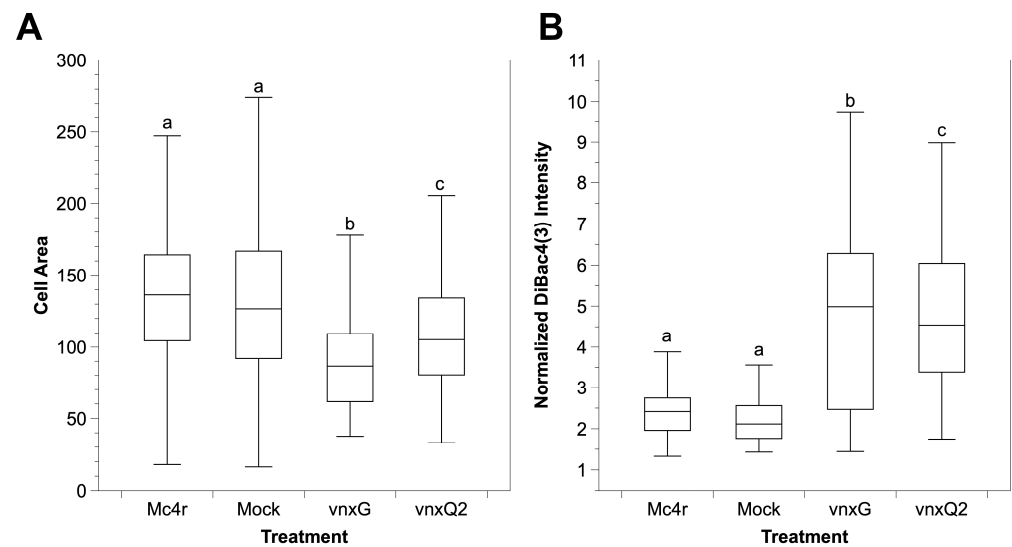 A
300
250
200
150
100
50
0
Cell Area
a
a
b
c
Mc4r Mock vnxG vnxQ2
Treatment
B
11
10
9
8
7
6
5
4
3
2
1
Normalized DiBac4(3) Intensity
a
a
b
c
Mc4r Mock vnxG vnxQ2
Treatment